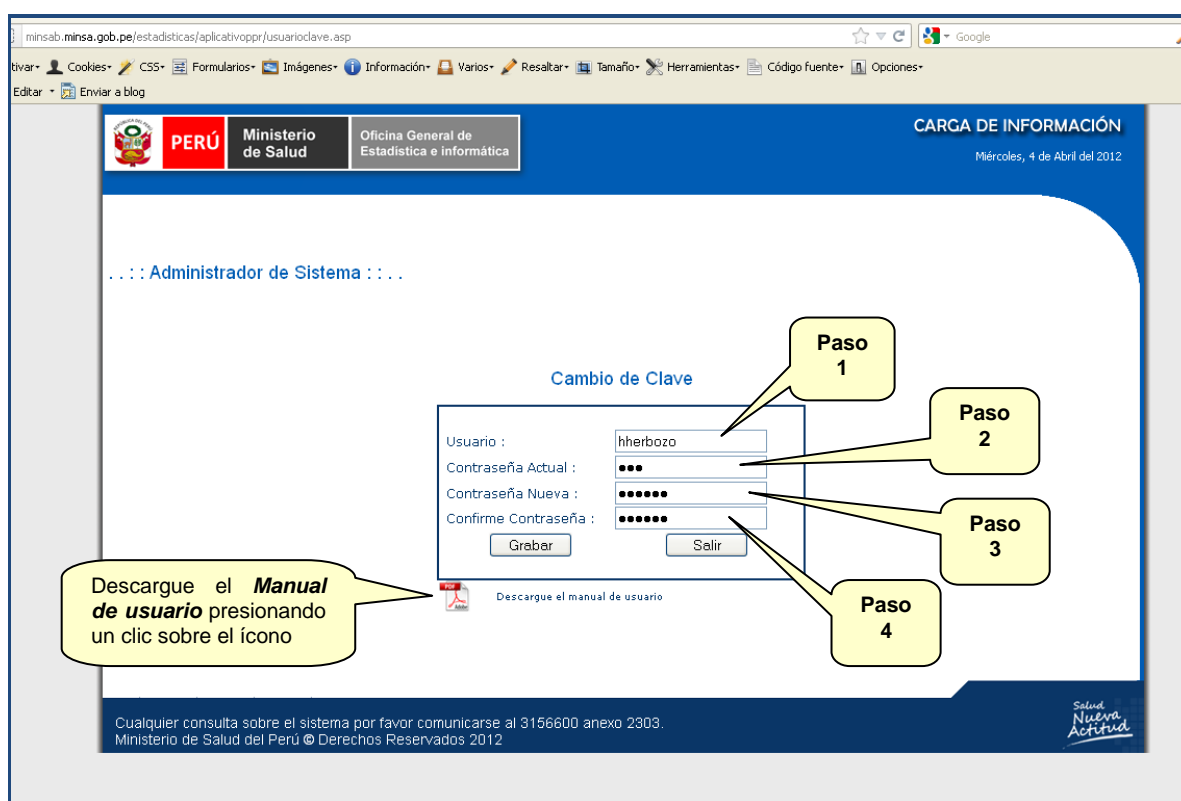 minsab.minsa.gob.pe/estadisticas/aplicativoppr/usuarioclave.asp
Google
tivar Cookies CSS Formularios Imágenes Información Varios Resaltar Tamaño Herramientas Código fuente Opciones
Editar Enviar a blog
PERÚ
Ministerio
de Salud
Oficina General de
Estadística e informática
CARGA DE INFORMACIÓN
Miércoles, 4 de Abril del 2012
. . : : Administrador de Sistema : : . .
Paso
1
Cambio de Clave
Paso
2
Usuario : hherbozo
Contraseña Actual : •••
Contraseña Nueva : ••••••
Confirme Contraseña : ••••••
Paso
3
Grabar Salir
Descargue el Manual
de usuario presionando
un clic sobre el ícono
PDF
Adobe
Descargue el manual de usuario
Paso
4
Cualquier consulta sobre el sistema por favor comunicarse al 3156600 anexo 2303.
Ministerio de Salud del Perú © Derechos Reservados 2012
Salud
Nueva
Actitud